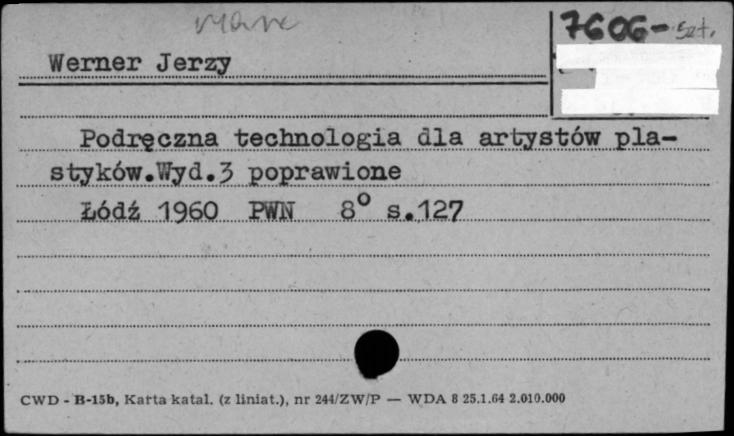 7606- szt.
Werner Jerzy
Podręczna technologia dla artystów pla-
styków.Wyd.3 poprawione
Łódź 1960 PWN 8° s.127
CWD - B-15b, Karta katal. (z liniat.), nr 244/ZW/P — WDA 8 25.1.64 2.010.000